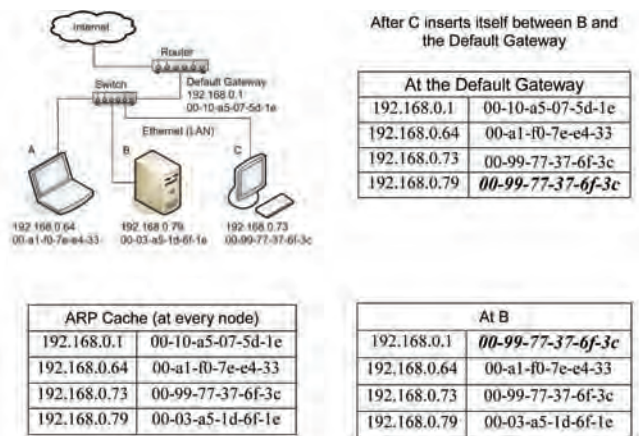 Internet
Router
Switch
Default Gateway
192.168.0.1
00-10-a5-07-5d-1e
Ethernet (LAN)
A
B
C
192.168.0.64
00-a1-f0-7e-e4-33
192.168.0.79
00-03-a5-1d-6f-1e
192.168.0.73
00-99-77-37-6f-3c
After C inserts itself between B and
the Default Gateway
At the Default Gateway
192.168.0.1 00-10-a5-07-5d-1e
192.168.0.64 00-a1-f0-7e-e4-33
192.168.0.73 00-99-77-37-6f-3c
192.168.0.79 00-99-77-37-6f-3c
ARP Cache (at every node)
192.168.0.1 00-10-a5-07-5d-1e
192.168.0.64 00-a1-f0-7e-e4-33
192.168.0.73 00-99-77-37-6f-3c
192.168.0.79 00-03-a5-1d-6f-1e
At B
192.168.0.1 00-99-77-37-6f-3c
192.168.0.64 00-a1-f0-7e-e4-33
192.168.0.73 00-99-77-37-6f-3c
192.168.0.79 00-03-a5-1d-6f-1e